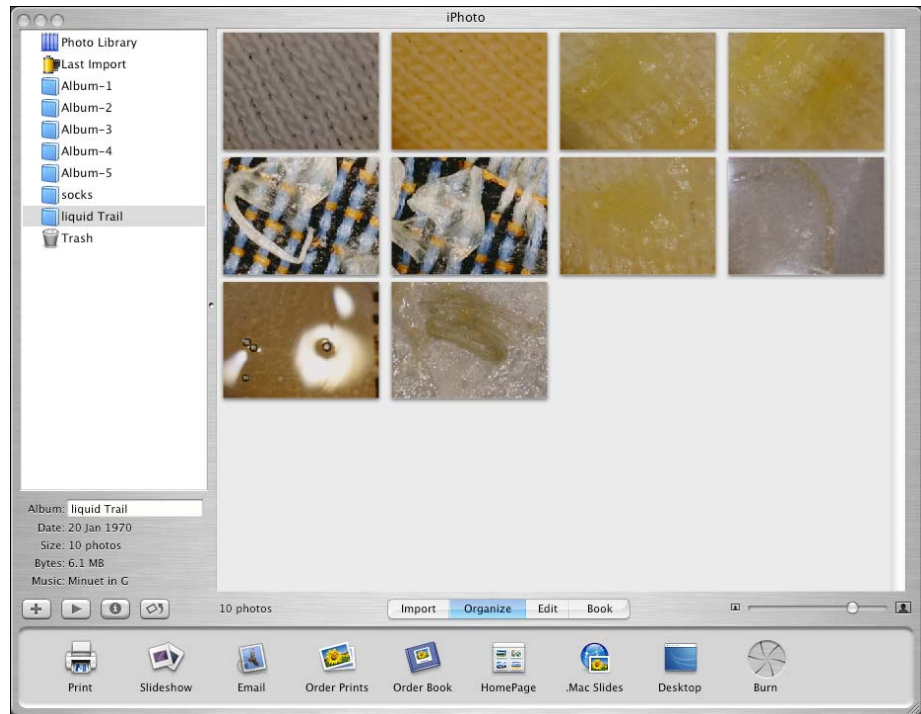 iPhoto
Photo Library
Last Import
Album-1
Album-2
Album-3
Album-4
Album-5
socks
liquid Trail
Trash
Album: liquid Trail
Date: 20 Jan 1970
Size: 10 photos
Bytes: 6.1 MB
Music: Minuet in G
10 photos
Import Organize Edit Book
Print Slideshow Email Order Prints Order Book HomePage .Mac Slides Desktop Burn